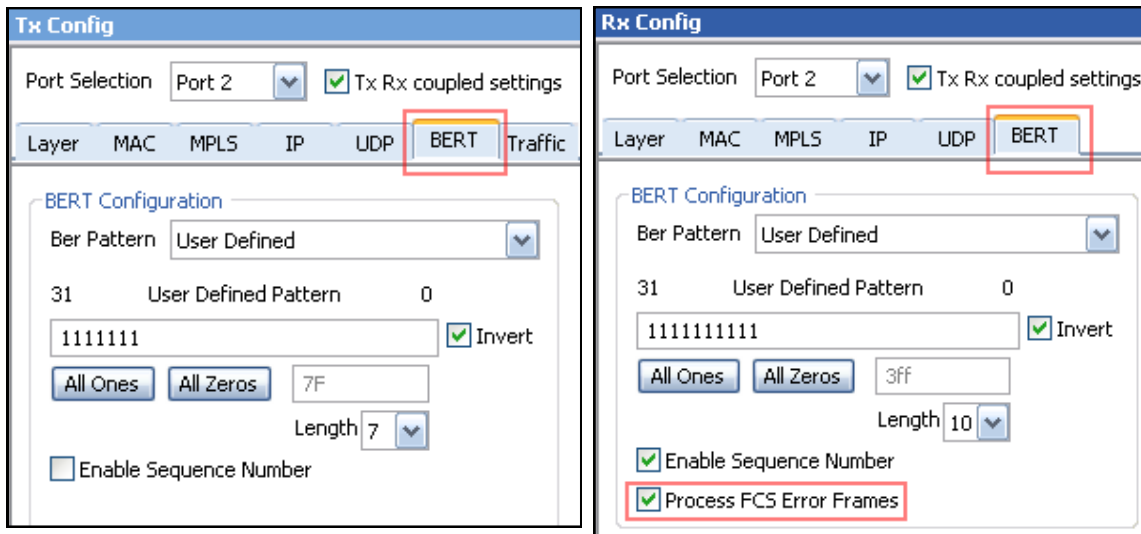 Tx Config
Port Selection Port 2 Tx Rx coupled settings
Layer MAC MPLS IP UDP BERT Traffic
BERT Configuration
Ber Pattern User Defined
31 User Defined Pattern 0
1111111 Invert
All Ones All Zeros 7F
Length 7
Enable Sequence Number
Rx Config
Port Selection Port 2 Tx Rx coupled settings
Layer MAC MPLS IP UDP BERT
BERT Configuration
Ber Pattern User Defined
31 User Defined Pattern 0
1111111111 Invert
All Ones All Zeros 3ff
Length 10
Enable Sequence Number
Process FCS Error Frames